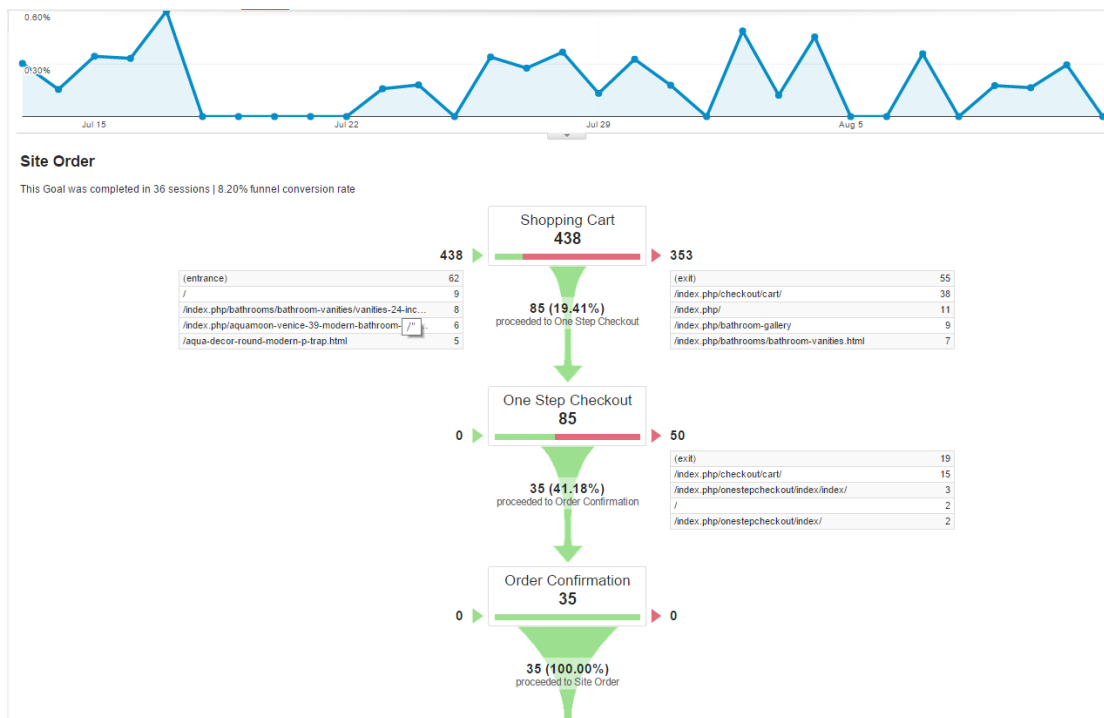 0.60%
0.30%
Jul 15 Jul 22 Jul 29 Aug 5
Site Order
This Goal was completed in 36 sessions | 8.20% funnel conversion rate
Shopping Cart
438
438 353
(entrance) 62
/ 9
/index.php/bathrooms/bathroom-vanities/vanities-24-inc... 8
/index.php/aquamoon-venice-39-modern-bathroom- 6
/"
/aqua-decor-round-modern-p-trap.html 5
(exit) 55
/index.php/checkout/cart/ 38
/index.php/ 11
/index.php/bathroom-gallery 9
/index.php/bathrooms/bathroom-vanities.html 7
85 (19.41%)
proceeded to One Step Checkout
One Step Checkout
85
0 50
(exit) 19
/index.php/checkout/cart/ 15
/index.php/onestepcheckout/index/index/ 3
/ 2
/index.php/onestepcheckout/index/ 2
35 (41.18%)
proceeded to Order Confirmation
Order Confirmation
35
0 0
35 (100.00%)
proceeded to Site Order